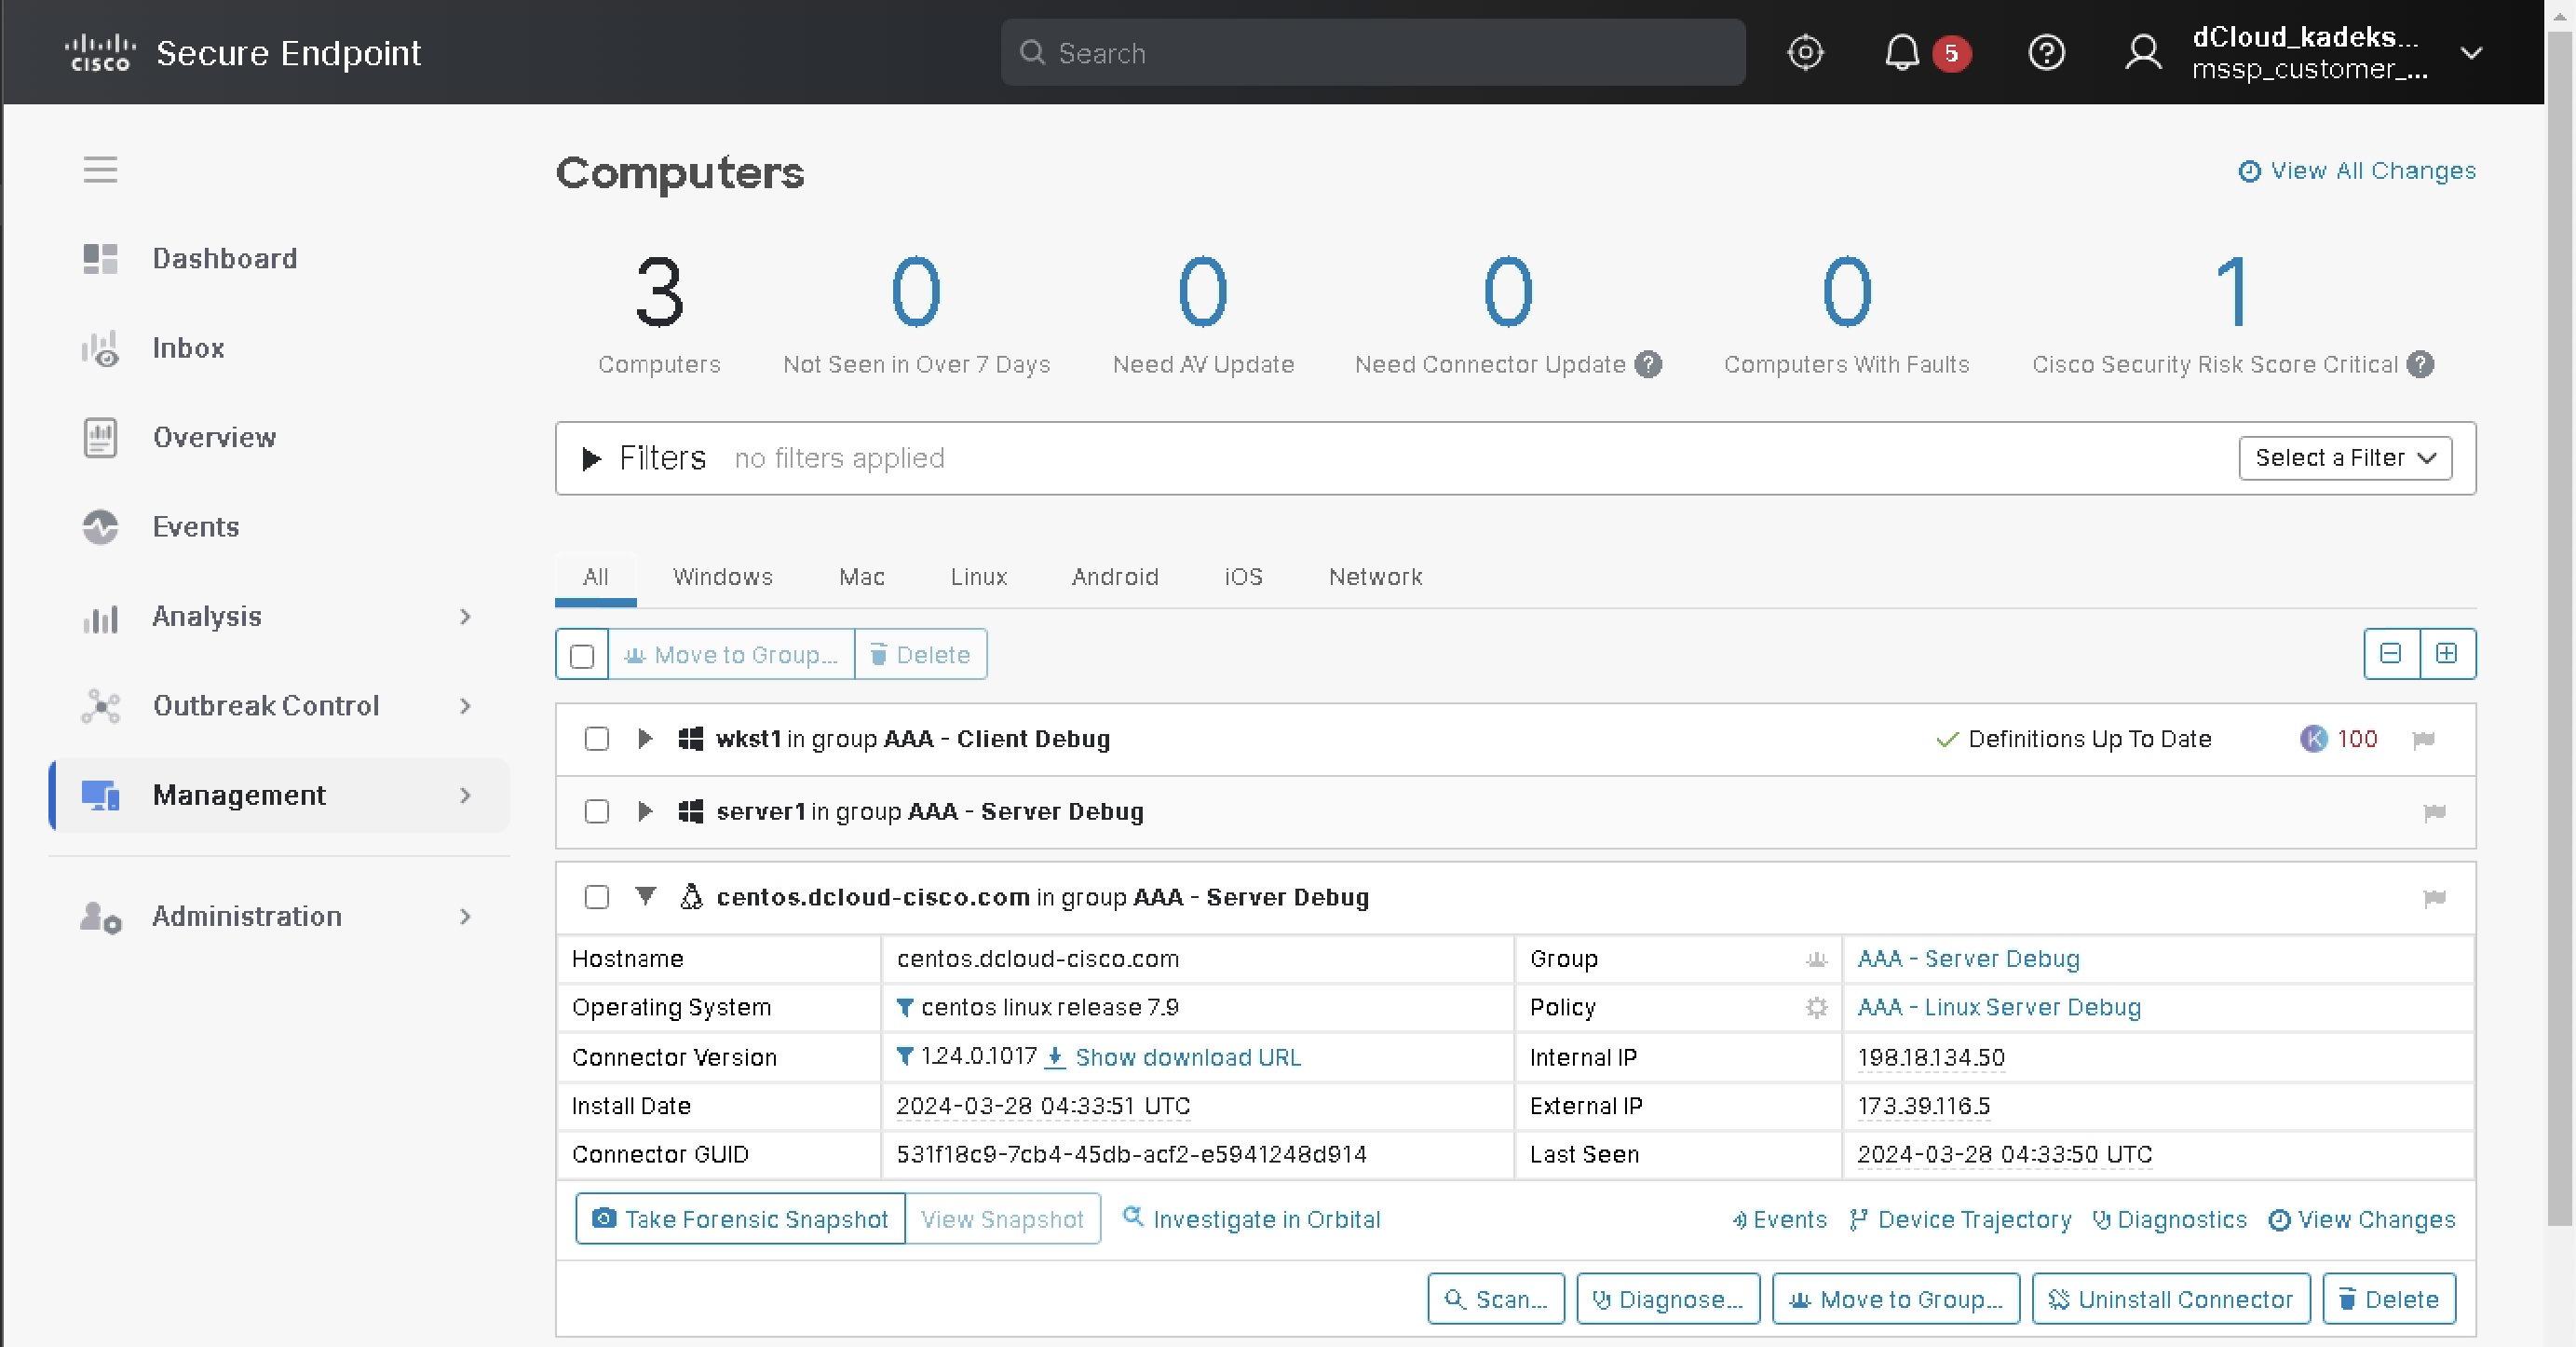 CISCO Secure Endpoint
Search
5
dCloud_kadeks...
mssp_customer_...
Dashboard
Inbox
Overview
Events
Analysis
Outbreak Control
Management
Administration
Computers
View All Changes
3 0 0 0 0 1
Computers Not Seen in Over 7 Days Need AV Update Need Connector Update ? Computers With Faults Cisco Security Risk Score Critical ?
Filters no filters applied Select a Filter
All Windows Mac Linux Android iOS Network
Move to Group... Delete
wkst1 in group AAA - Client Debug Definitions Up To Date K 100
server1 in group AAA - Server Debug
centos.dcloud-cisco.com in group AAA - Server Debug
Hostname centos.dcloud-cisco.com Group AAA - Server Debug
Operating System centos linux release 7.9 Policy AAA - Linux Server Debug
Connector Version 1.24.0.1017 Show download URL Internal IP 198.18.134.50
Install Date 2024-03-28 04:33:51 UTC External IP 173.39.116.5
Connector GUID 531f18c9-7cb4-45db-acf2-e5941248d914 Last Seen 2024-03-28 04:33:50 UTC
Take Forensic Snapshot View Snapshot Investigate in Orbital Events Device Trajectory Diagnostics View Changes
Scan... Diagnose... Move to Group... Uninstall Connector Delete